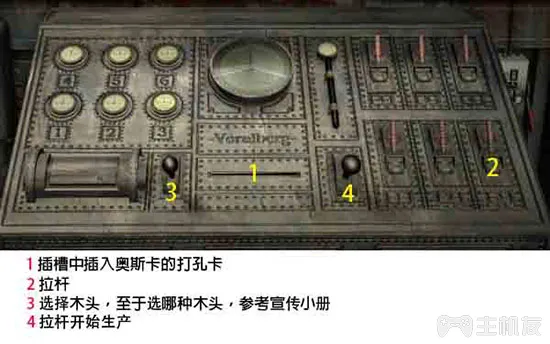 4 5 6
1 2 3
Voralberg
1
2
3
4
1 插槽中插入奥斯卡的打孔卡
2 拉杆
3 选择木头，至于选哪种木头，参考宣传小册
4 拉杆开始生产
主机友